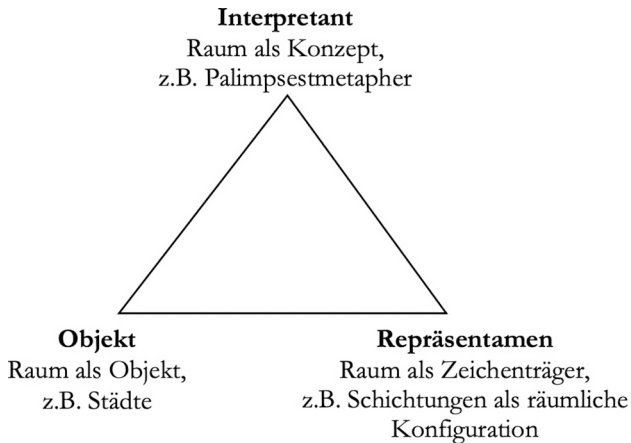 Interpretant
Raum als Konzept,
z.B. Palimpsestmetapher
Objekt
Raum als Objekt,
z.B. Städte
Repräsentamen
Raum als Zeichenträger,
z.B. Schichtungen als räumliche
Konfiguration